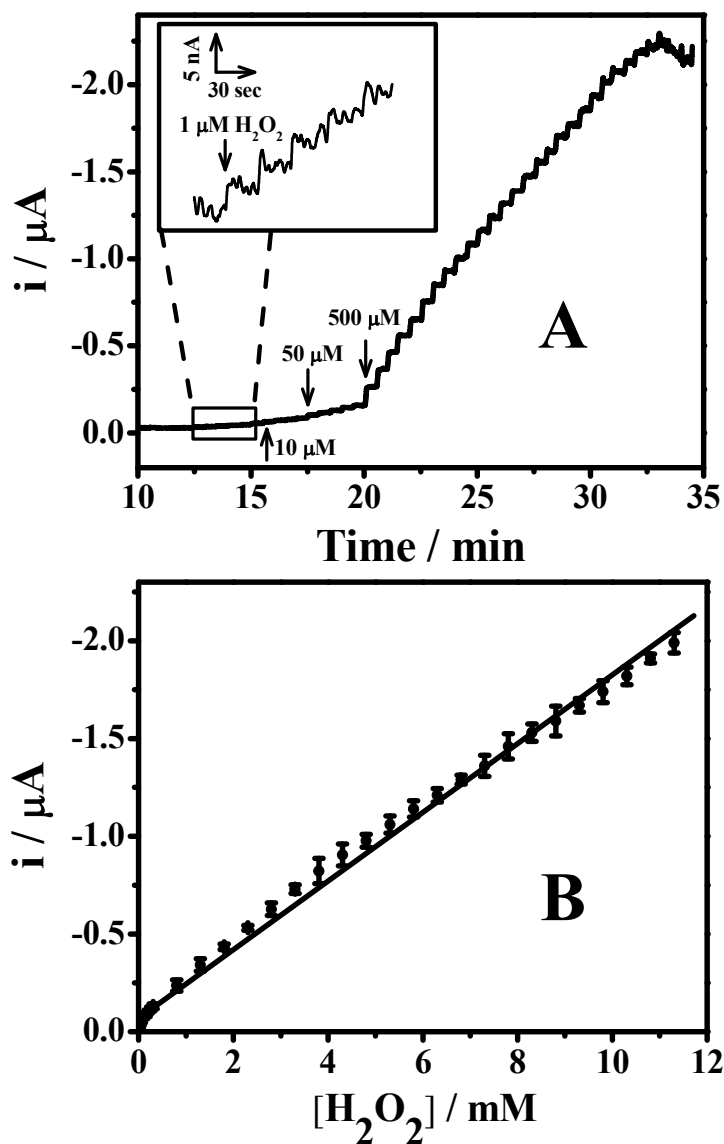 -2.0
-1.5
-1.0
-0.5
0.0
i / µA
5 nA
30 sec
1 µM H₂O₂
500 µM
50 µM
10 µM
A
10 15 20 25 30 35
Time / min
-2.0
-1.5
-1.0
-0.5
0.0
i / µA
B
0 2 4 6 8 10 12
[H₂O₂] / mM